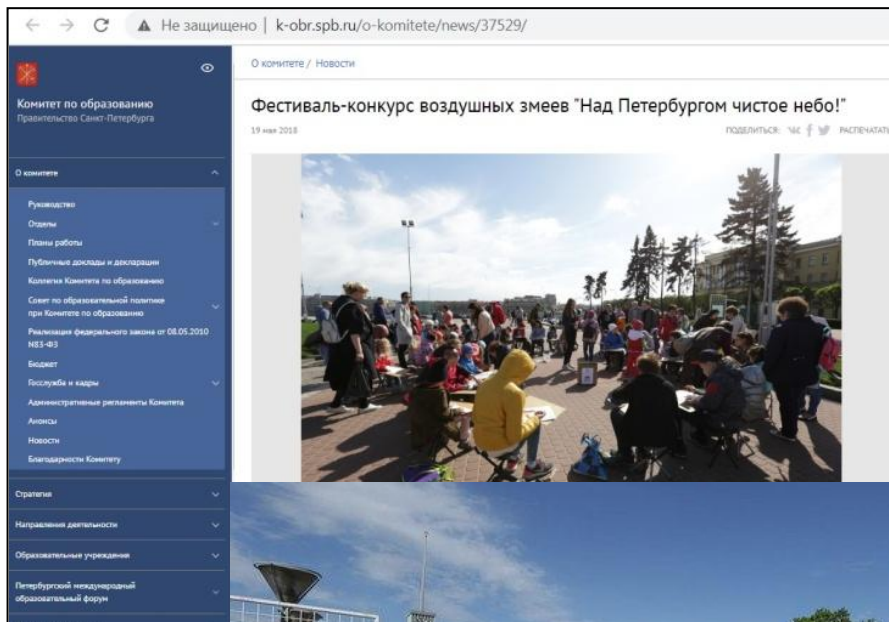 Не защищено | k-obr.spb.ru/o-komitete/news/37529/
О комитете / Новости
Комитет по образованию
Правительство Санкт-Петербурга
Фестиваль-конкурс воздушных змеев "Над Петербургом чистое небо!"
19 мая 2018
ПОДЕЛИТЬСЯ:
РАСПЕЧАТАТЬ
О комитете
Руководство
Отделы
Планы работы
Публичные доклады и декларации
Коллегия Комитета по образованию
Совет по образовательной политике
при Комитете по образованию
Реализация федерального закона от 08.05.2010
N83-ФЗ
Бюджет
Госслужба и кадры
Административные регламенты Комитета
Анонсы
Новости
Благодарности Комитету
Стратегия
Направления деятельности
Образовательные учреждения
Петербургский международный
образовательный форум